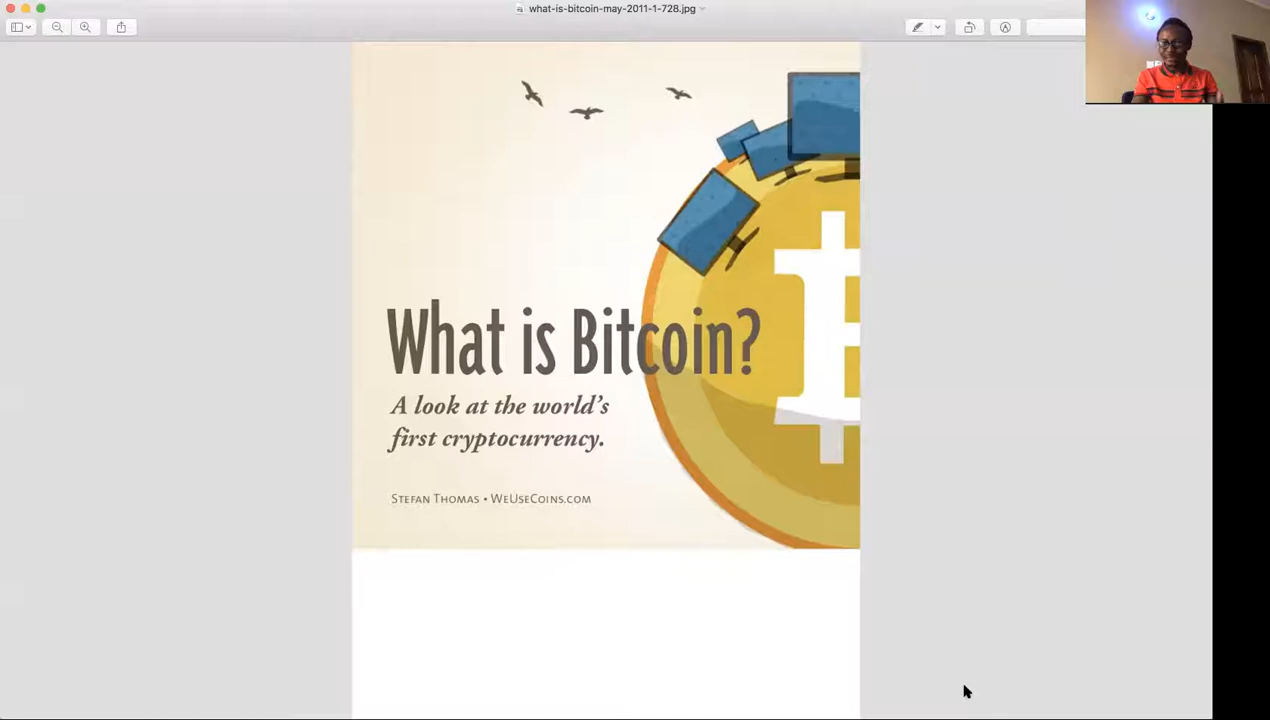 what-is-bitcoin-may-2011-1-728.jpg
What is Bitcoin?
A look at the world's
first cryptocurrency.
Stefan Thomas • WeUseCoins.com